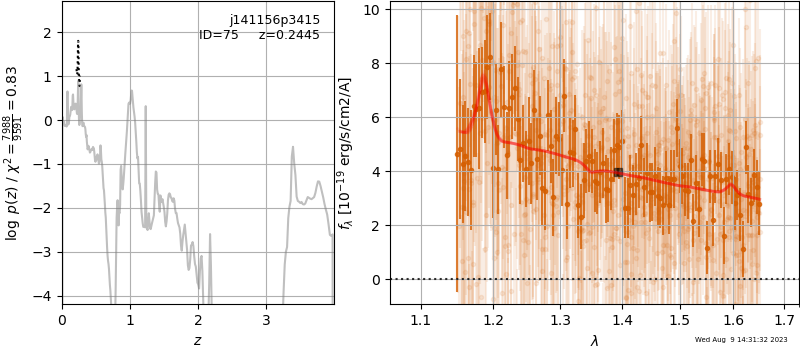 j141156p3415
ID=75 z=0.2445
log p(z) / χ² = 7988/9591 = 0.83
2
1
0
−1
−2
−3
−4
0 1 2 3
z
f_λ [10⁻¹⁹ erg/s/cm2/A]
10
8
6
4
2
0
1.1 1.2 1.3 1.4 1.5 1.6 1.7
λ
Wed Aug 9 14:31:32 2023